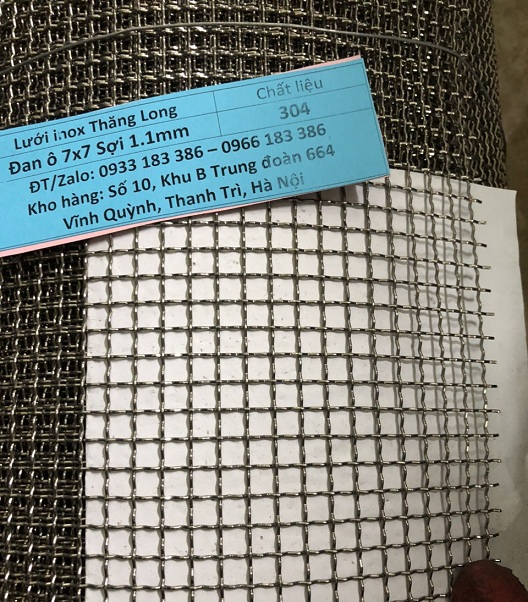 Lưới inox Thăng Long
Chất liệu
Đan ô 7x7 Sợi 1.1mm
304
ĐT/Zalo: 0933 183 386 – 0966 183 386
Kho hàng: Số 10, Khu B Trung đoàn 664
Vĩnh Quỳnh, Thanh Trì, Hà Nội